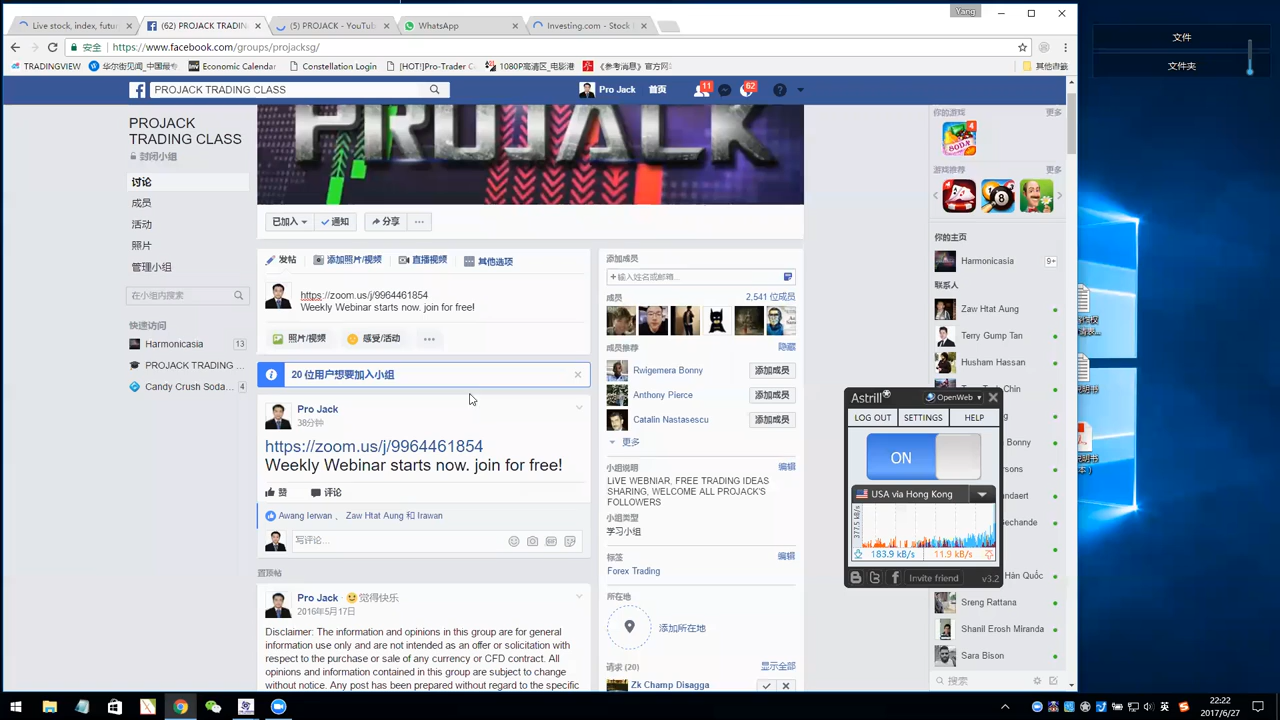 Yang
Live stock, index, futur
(62) PROJACK TRADING
(5) PROJACK - YouTub
WhatsApp
Investing.com - Stock
文件
文件夹
安全 https://www.facebook.com/groups/projacksg/
TRADINGVIEW
华尔街见闻_中国最
Economic Calendar
Constellation Login
[HOT!]Pro-Trader C
1080P高清区_电影港
《参考消息》官方网
PROJACK TRADING CLASS
Pro Jack
首页
11
62
PROJACK
PROJACK
TRADING CLASS
封闭小组
讨论
成员
活动
照片
管理小组
在小组内搜索
快速访问
Harmonicasia 13
PROJACK TRADING ...
Candy Crush Soda... 4
已加入
通知
分享
发帖
添加照片/视频
直播视频
其他选项
https://zoom.us/j/9964461854
Weekly Webinar starts now. join for free!
照片/视频
感受/活动
20 位用户想要加入小组
Pro Jack
38分钟
https://zoom.us/j/9964461854
Weekly Webinar starts now. join for free!
赞
评论
Awang Ierwan 、 Zaw Htat Aung 和 Irawan
写评论...
置顶帖
Pro Jack 觉得快乐
2016年5月17日
Disclaimer: The information and opinions in this group are for general
information use only and are not intended as an offer or solicitation with
respect to the purchase or sale of any currency or CFD contract. All
opinions and information contained in this group are subject to change
without notice. Any post has been prepared without regard to the specific
添加成员
输入姓名或邮箱...
成员
2,541 位成员
成员推荐
隐藏
Rwigemera Bonny 添加成员
Anthony Pierce 添加成员
Catalin Nastasescu 添加成员
更多
小组说明 编辑
LIVE WEBNIAR, FREE TRADING IDEAS
SHARING, WELCOME ALL PROJACK'S
FOLLOWERS
小组类型
学习小组
标签 编辑
Forex Trading
所在地
添加所在地
请求 (20) 显示全部
Zk Champ Disagga
你的游戏 更多
SODA
4
游戏推荐 更多
8
你的主页
Harmonicasia 9+
联系人
Zaw Htat Aung
Terry Gump Tan
Husham Hassan
Chin
Bonny
Gechande
Hàn Quốc
Sreng Rattana
Shanil Erosh Miranda
Sara Bison
搜索
Astrill
OpenWeb
LOG OUT
SETTINGS
HELP
ON
USA via Hong Kong
377.5 kB/s
183.9 kB/s
11.9 kB/s
Invite friend
v3.2
英
22:22
2017/6/27